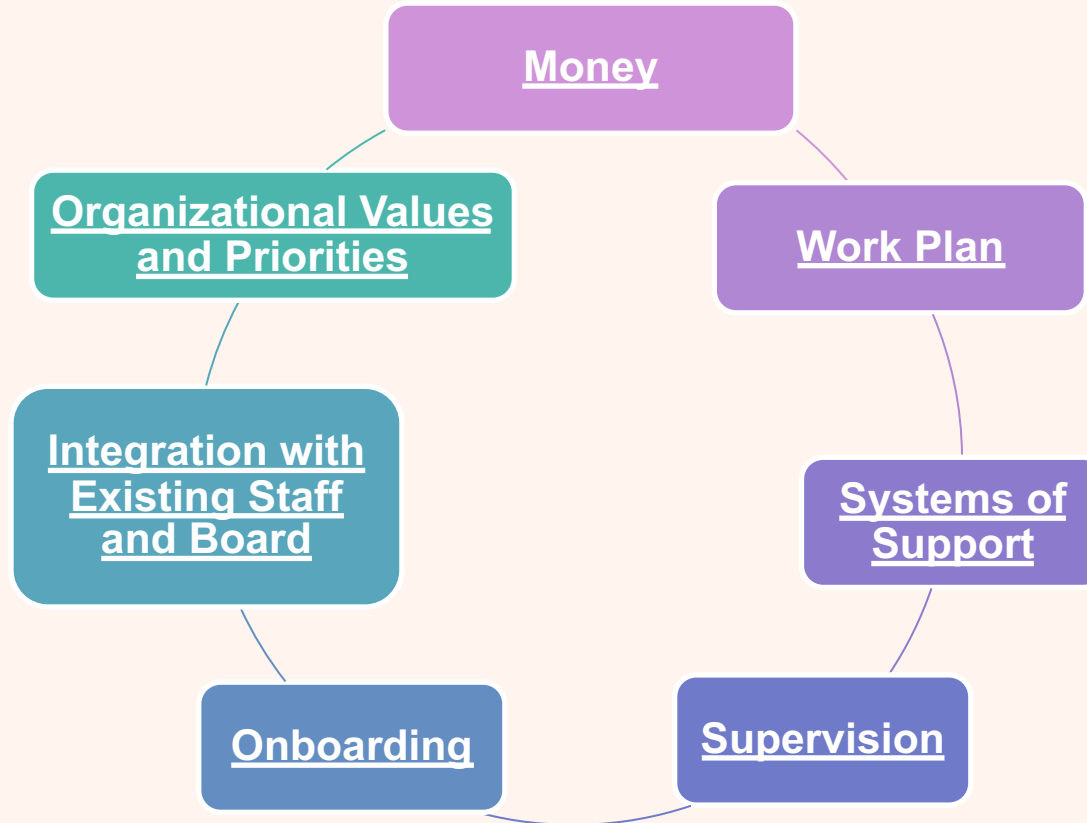 Money
Organizational Values
and Priorities
Work Plan
Integration with
Existing Staff
and Board
Systems of
Support
Onboarding
Supervision